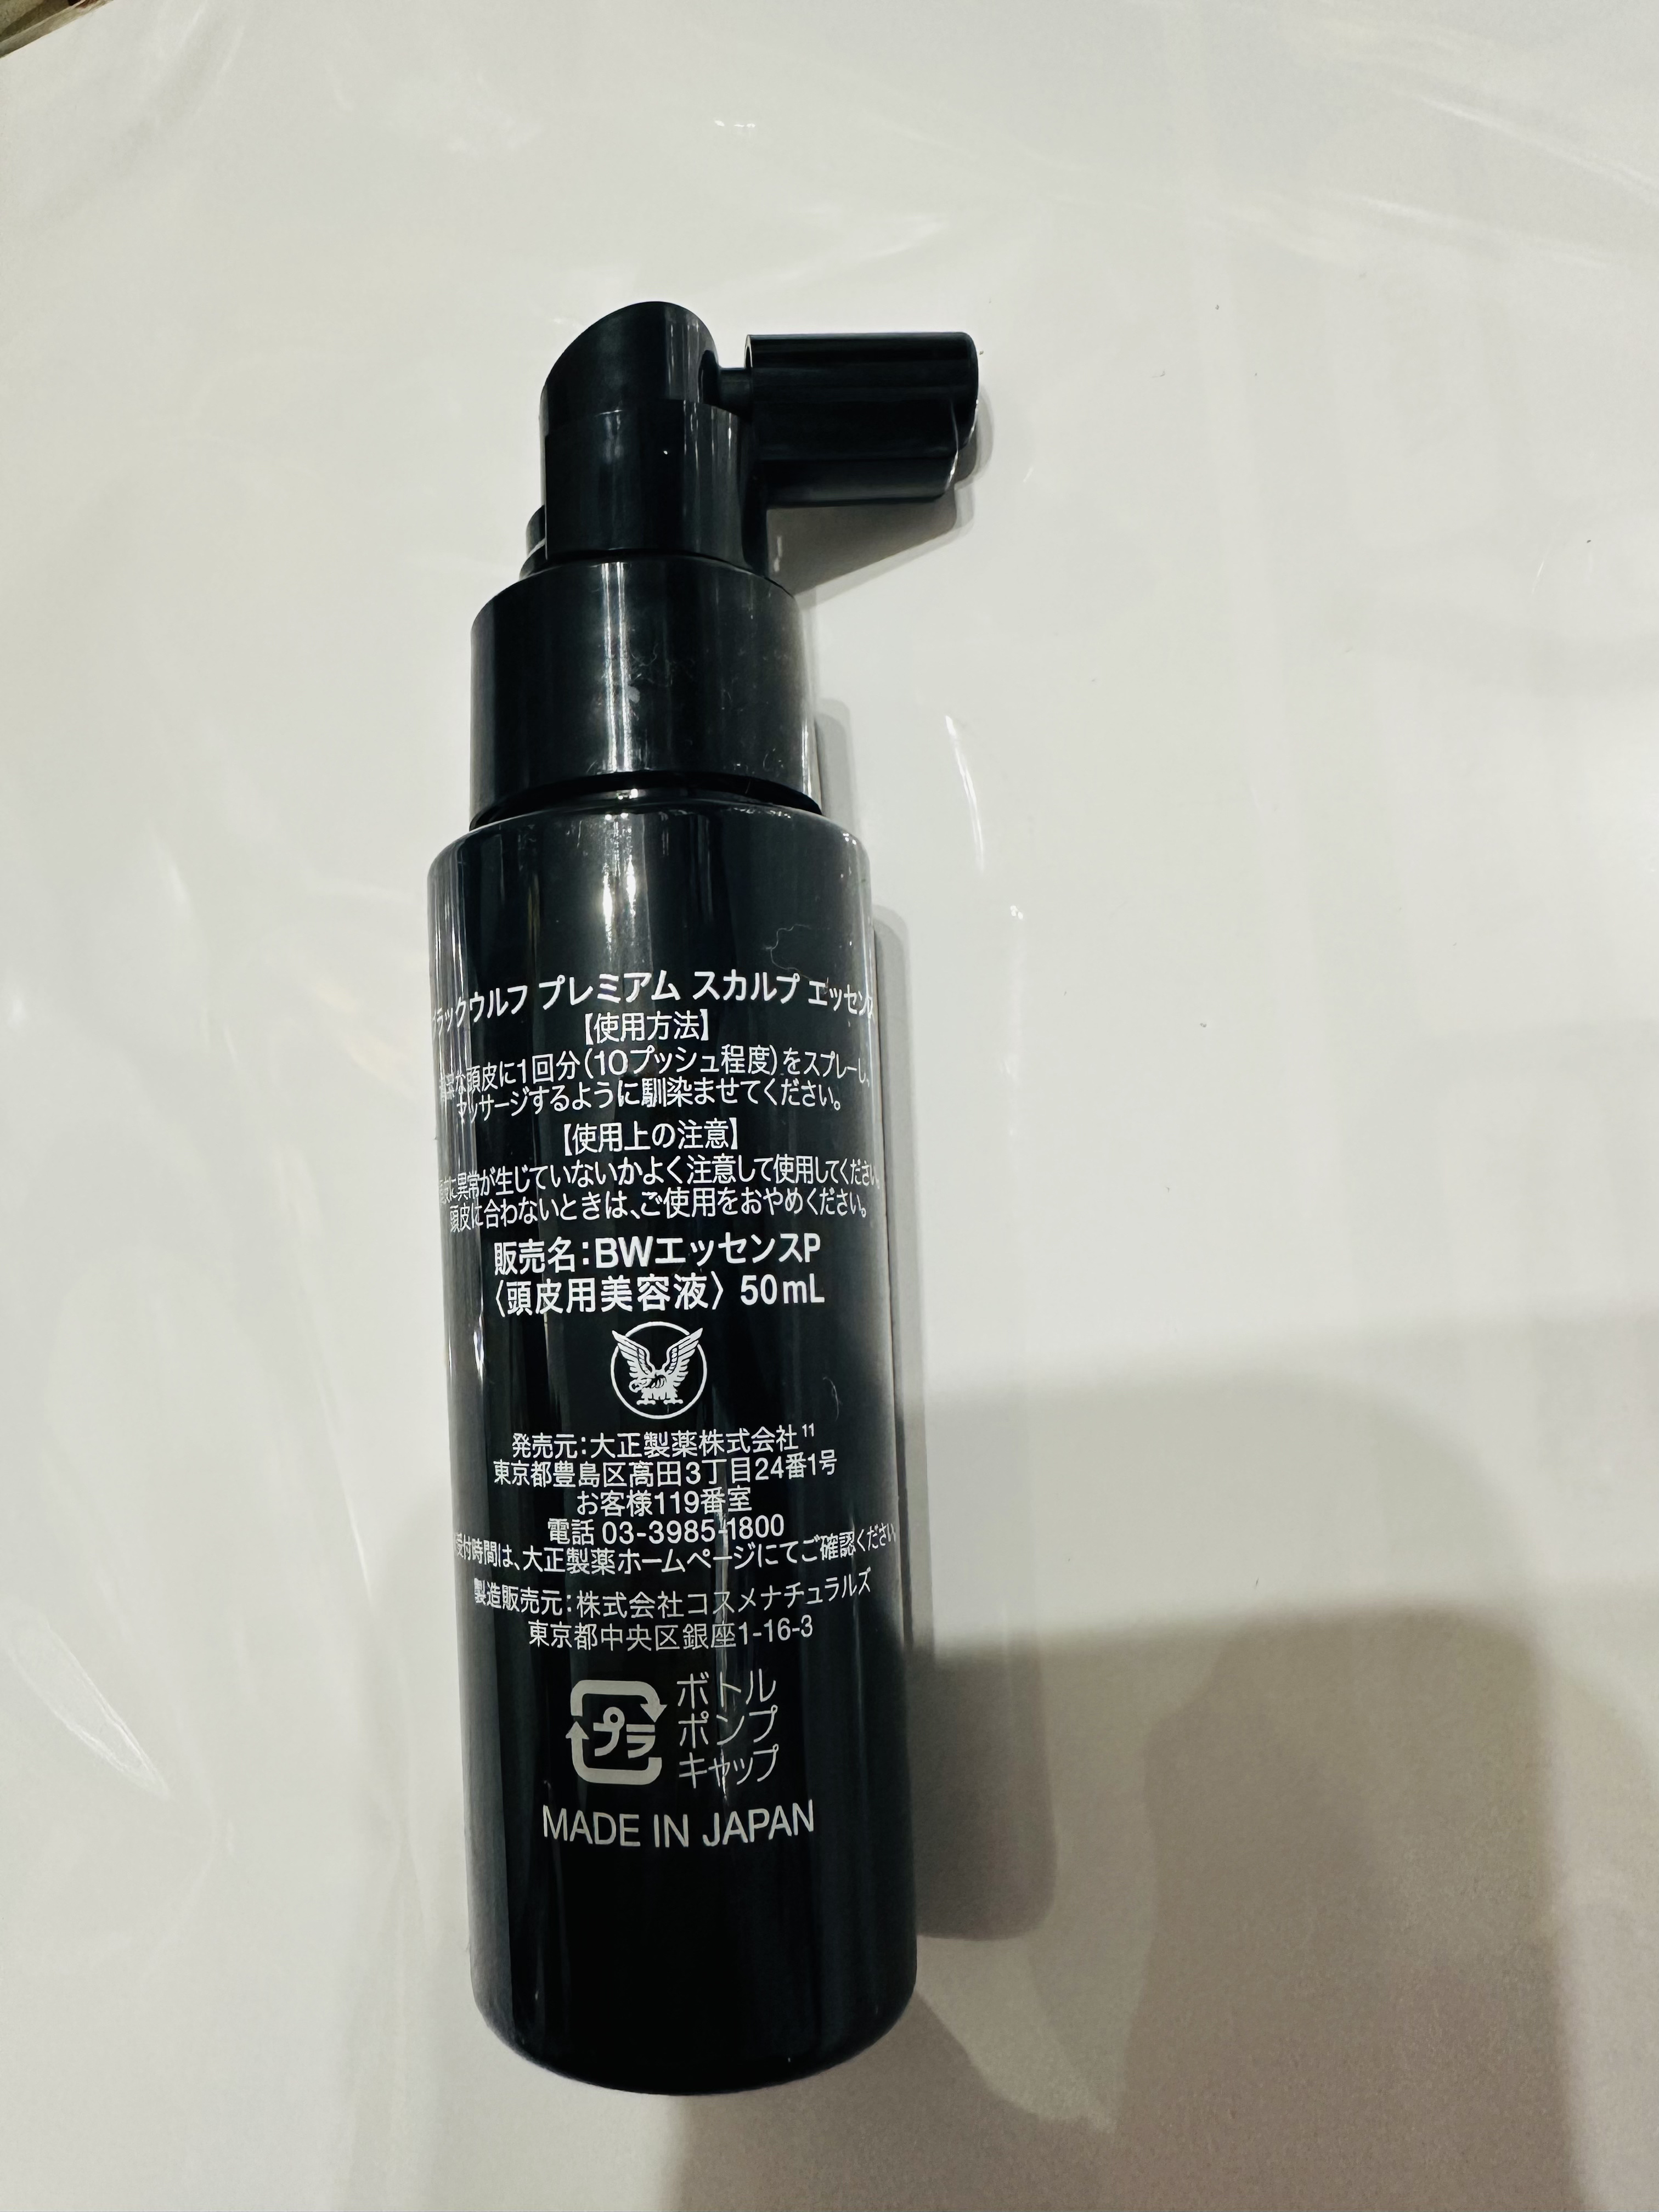 ブラックウルフ プレミアム スカルプ エッセンス
【使用方法】
清潔な頭皮に1回分(10プッシュ程度)をスプレーし、
マッサージするように馴染ませてください。
【使用上の注意】
頭皮に異常が生じていないかよく注意して使用してください。
頭皮に合わないときは、ご使用をおやめください。
販売名:BWエッセンスP
〈頭皮用美容液〉 50mL
発売元:大正製薬株式会社 11
東京都豊島区高田3丁目24番1号
お客様119番室
電話 03-3985-1800
受付時間は、大正製薬ホームページにてご確認ください
製造販売元:株式会社コスメナチュラルズ
東京都中央区銀座1-16-3
プラ
ボトル
ポンプ
キャップ
MADE IN JAPAN